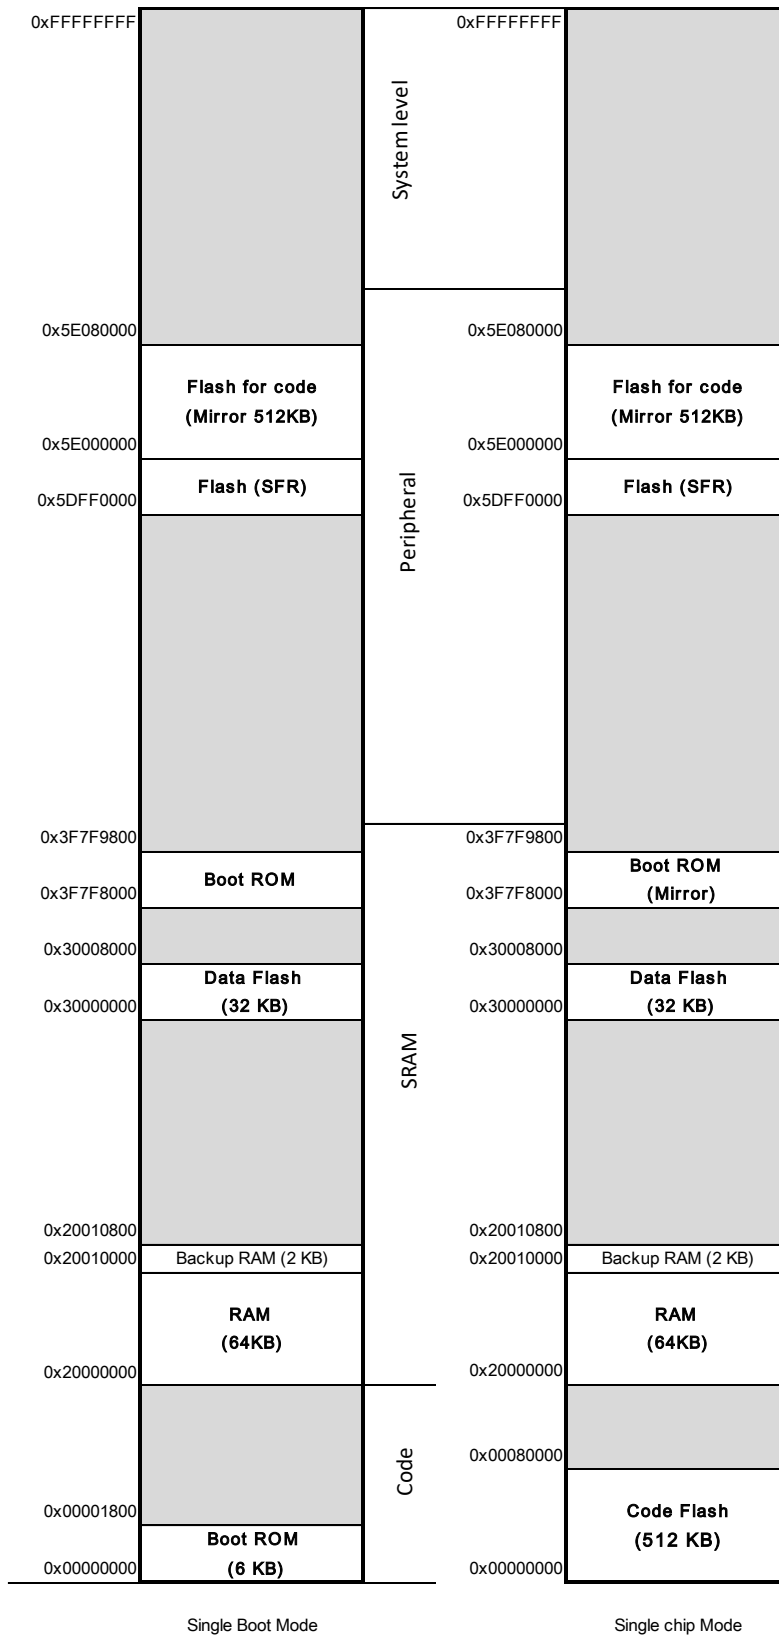 0xFFFFFFFF
0xFFFFFFFF
System level
0x5E080000
0x5E080000
Flash for code
(Mirror 512KB)
Flash for code
(Mirror 512KB)
0x5E000000
0x5E000000
Flash (SFR)
Flash (SFR)
0x5DFF0000
0x5DFF0000
Peripheral
0x3F7F9800
0x3F7F9800
Boot ROM
Boot ROM
(Mirror)
0x3F7F8000
0x3F7F8000
0x30008000
0x30008000
Data Flash
(32 KB)
Data Flash
(32 KB)
0x30000000
0x30000000
SRAM
0x20010800
0x20010800
0x20010000
Backup RAM (2 KB)
0x20010000
Backup RAM (2 KB)
RAM
(64KB)
RAM
(64KB)
0x20000000
0x20000000
0x00080000
Code
0x00001800
Boot ROM
(6 KB)
Code Flash
(512 KB)
0x00000000
0x00000000
Single Boot Mode
Single chip Mode